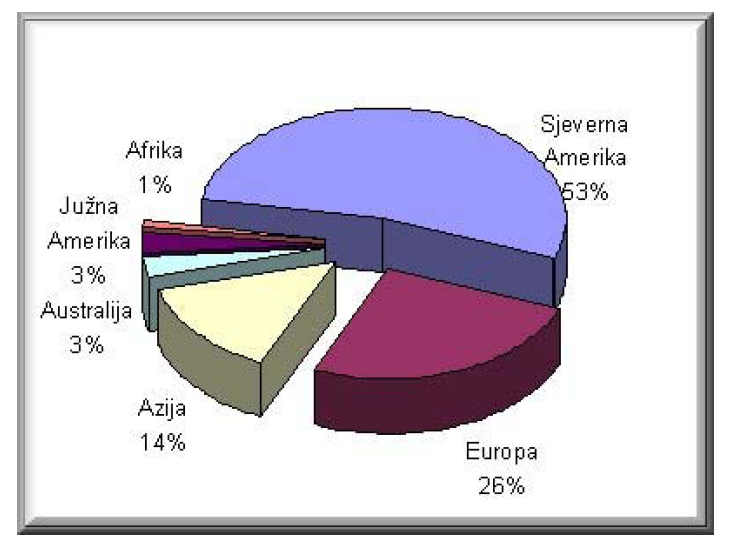 Sjeverna
Amerika
53%
Afrika
1%
Južna
Amerika
3%
Australija
3%
Azija
14%
Europa
26%